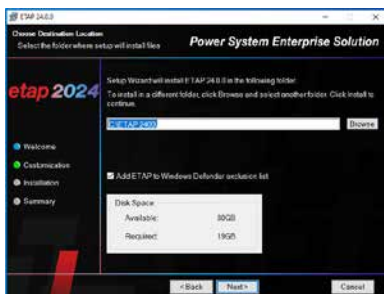 ETAP 24.0.0
Choose Destination Location
Select the folder where setup will install files
Power System Enterprise Solution
etap 2024
Setup Wizard will install ETAP 24.0.0 in the following folder.
To install in a different folder, click Browse and select another folder. Click Install to
continue.
C:\ETAP 2400
Browse
Welcome
Customization
Installation
Summary
Add ETAP to Windows Defender exclusion list
Disk Space
Available:
Required: 19GB
< Back
Next >
Cancel